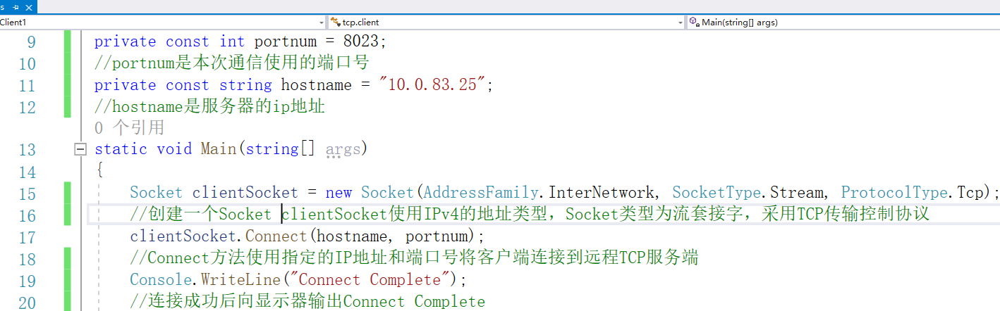 s
Client1 tcp.client Main(string[] args)
9 private const int portnum = 8023;
10 //portnum是本次通信使用的端口号
11 private const string hostname = "10.0.83.25";
12 //hostname是服务器的ip地址
0 个引用
13 static void Main(string[] args)
14 {
15 Socket clientSocket = new Socket(AddressFamily.InterNetwork, SocketType.Stream, ProtocolType.Tcp);
16 //创建一个Socket clientSocket使用IPv4的地址类型，Socket类型为流套接字，采用TCP传输控制协议
17 clientSocket.Connect(hostname, portnum);
18 //Connect方法使用指定的IP地址和端口号将客户端连接到远程TCP服务端
19 Console.WriteLine("Connect Complete");
20 //连接成功后向显示器输出Connect Complete